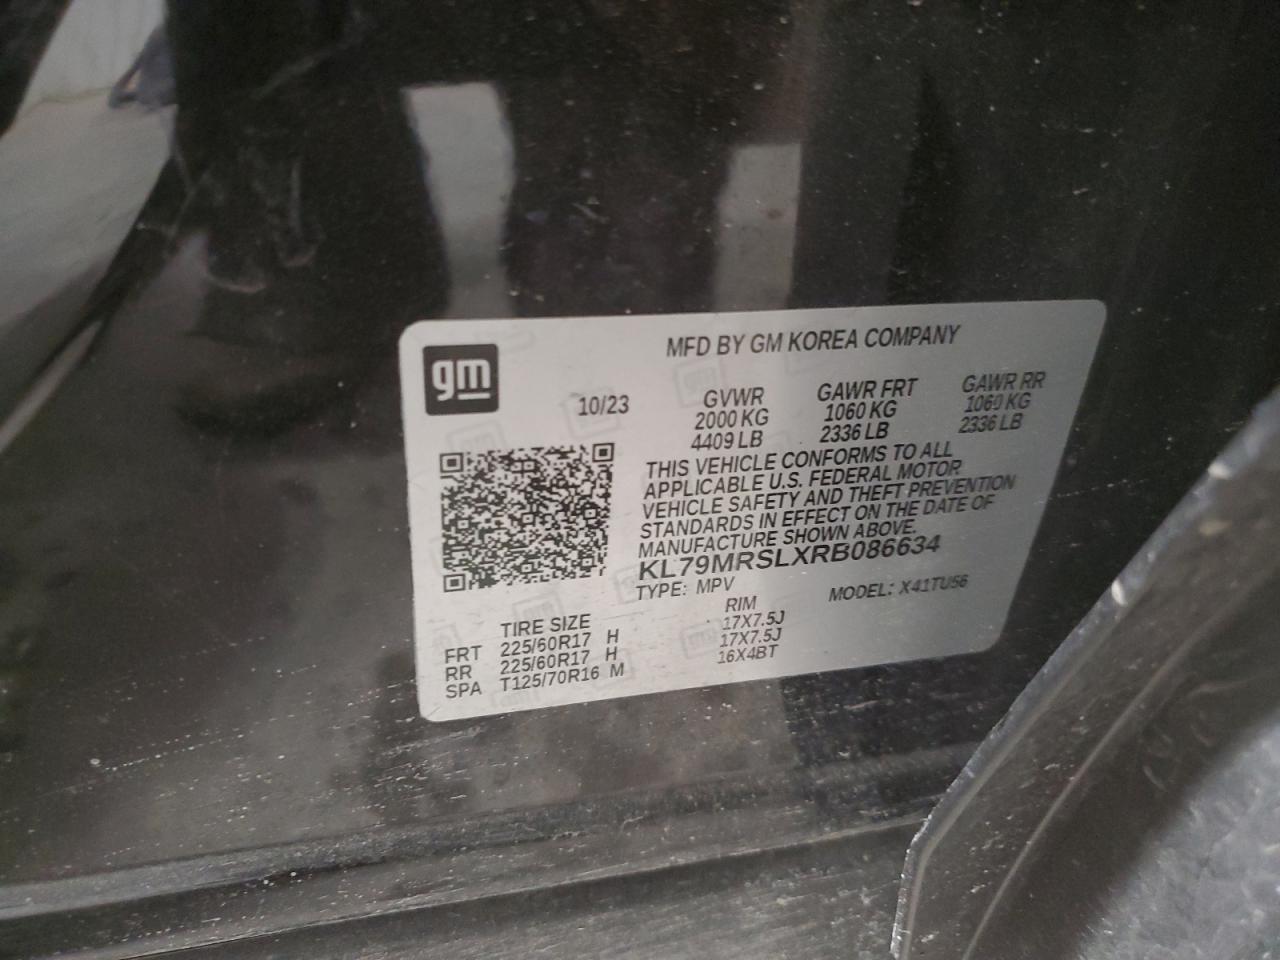 gm
MFD BY GM KOREA COMPANY
10/23
GVWR GAWR FRT GAWR RR
2000 KG 1060 KG 1060 KG
4409 LB 2336 LB 2336 LB
THIS VEHICLE CONFORMS TO ALL
APPLICABLE U.S. FEDERAL MOTOR
VEHICLE SAFETY AND THEFT PREVENTION
STANDARDS IN EFFECT ON THE DATE OF
MANUFACTURE SHOWN ABOVE.
KL79MRSLXRB086634
TYPE: MPV MODEL: X41TU56
TIRE SIZE RIM
FRT 225/60R17 H 17X7.5J
RR 225/60R17 H 17X7.5J
SPA T125/70R16 M 16X4BT